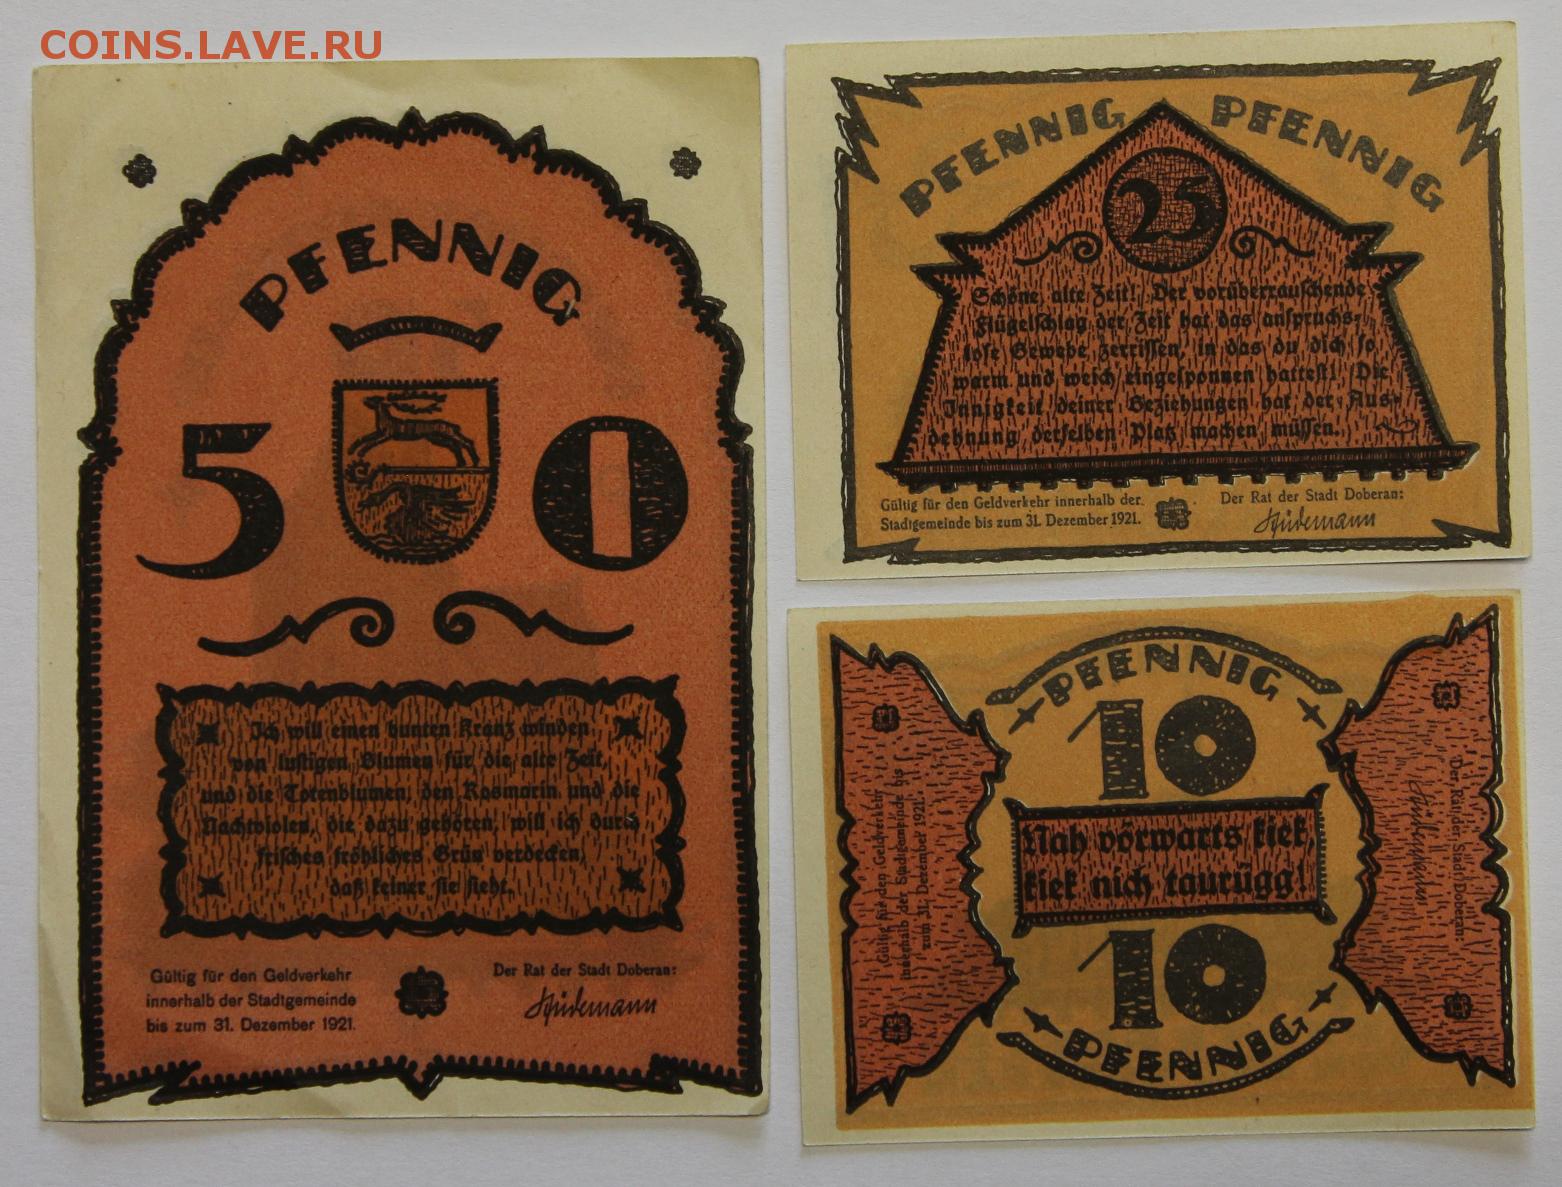 COINS.LAVE.RU
PFENNIG
50
Ich will einen bunten Kranz winden
von lustigen Blumen für die alte Zeit,
und die Totenblumen, den Rosmarin und die
Nachtviolen, die dazu gehören, will ich durch
frisches fröhliches Grün verdecken,
daß keiner sie sieht.
Gültig für den Geldverkehr
innerhalb der Stadtgemeinde
bis zum 31. Dezember 1921.
Der Rat der Stadt Doberan:
Stüdemann
PFENNIG PFENNIG
25
Schöne alte Zeit! Der vorüberrauschende
Flügelschlag der Zeit hat das anspruchs-
lose Gewebe zerrissen, in das du dich so
warm und weich eingesponnen hattest! Die
Innigkeit deiner Beziehungen hat der Aus-
dehnung derselben Platz machen müssen.
Gültig für den Geldverkehr innerhalb der
Stadtgemeinde bis zum 31. Dezember 1921.
Der Rat der Stadt Doberan:
Stüdemann
PFENNIG
10
Nah vörwärts kiek,
kiek nich taurügg!
10
PFENNIG
Gültig für den Geldverkehr
innerhalb der Stadtgemeinde bis
zum 31. Dezember 1921.
Der Rat der Stadt Doberan:
Stüdemann